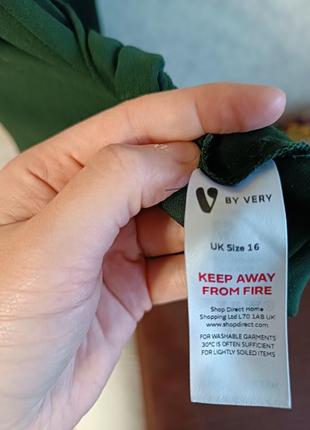 V BY VERY
UK Size 16
KEEP AWAY
FROM FIRE
Shop Direct Home
Shopping Ltd L70 1AB UK
www.shopdirect.com
FOR WASHABLE GARMENTS
30°C IS OFTEN SUFFICIENT
FOR LIGHTLY SOILED ITEMS